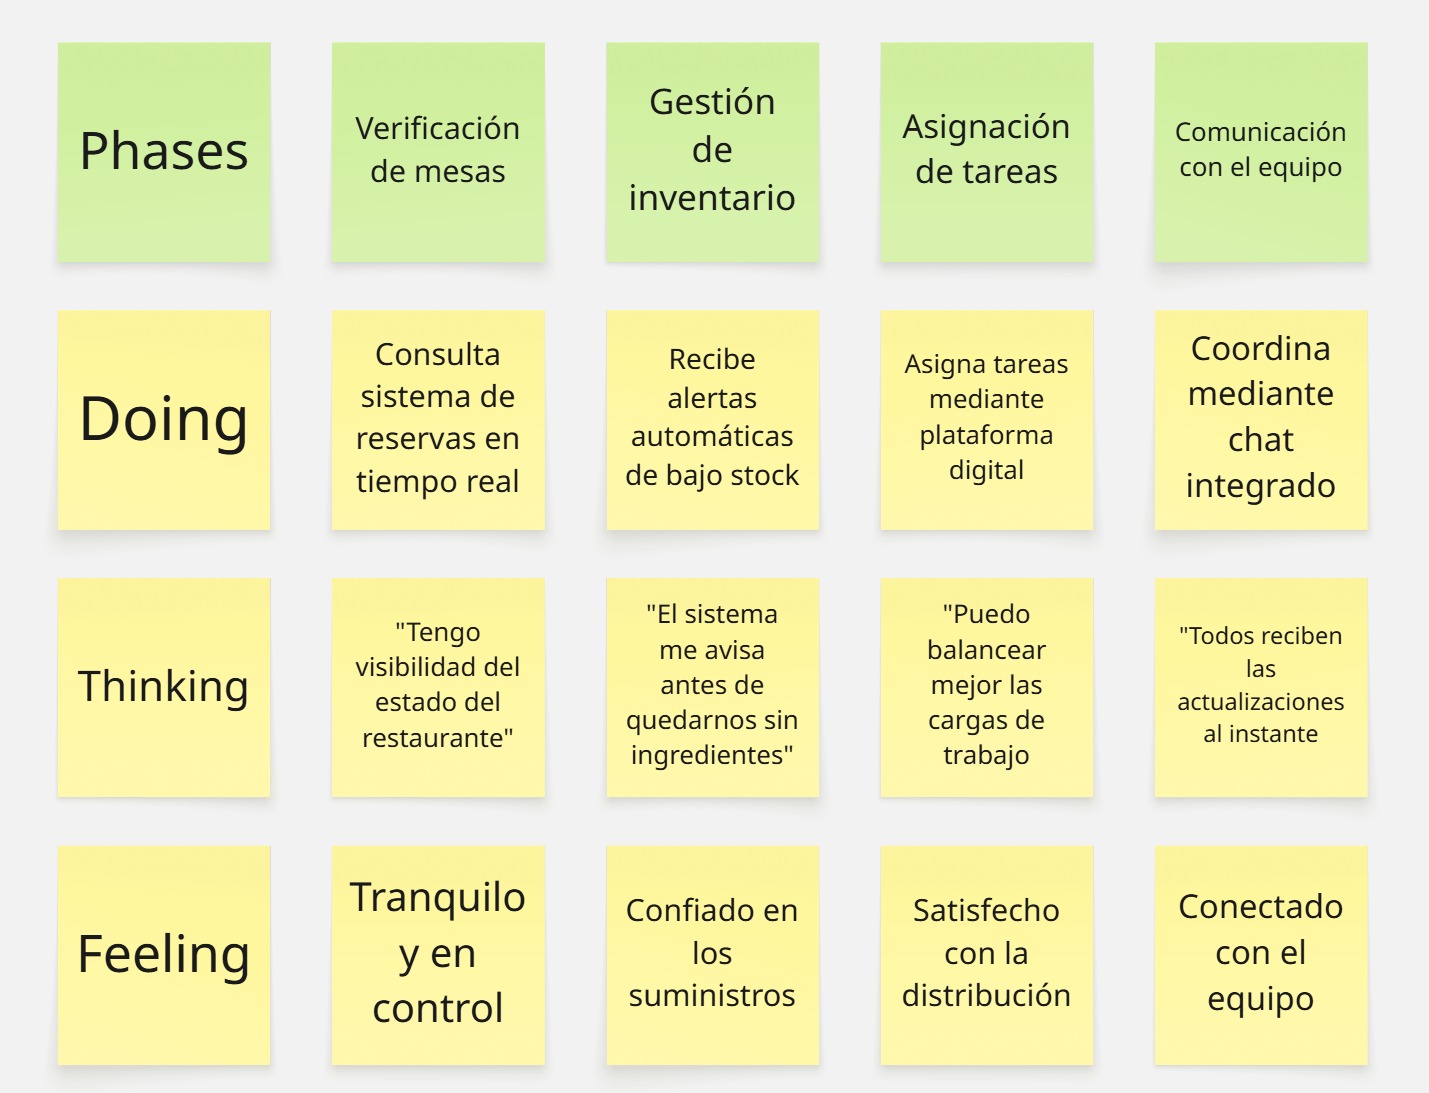 Phases
Verificación
de mesas
Gestión
de
inventario
Asignación
de tareas
Comunicación
con el equipo
Doing
Consulta
sistema de
reservas en
tiempo real
Recibe
alertas
automáticas
de bajo stock
Asigna tareas
mediante
plataforma
digital
Coordina
mediante
chat
integrado
Thinking
"Tengo
visibilidad del
estado del
restaurante"
"El sistema
me avisa
antes de
quedarnos sin
ingredientes"
"Puedo
balancear
mejor las
cargas de
trabajo
"Todos reciben
las
actualizaciones
al instante
Feeling
Tranquilo
y en
control
Confiado en
los
suministros
Satisfecho
con la
distribución
Conectado
con el
equipo